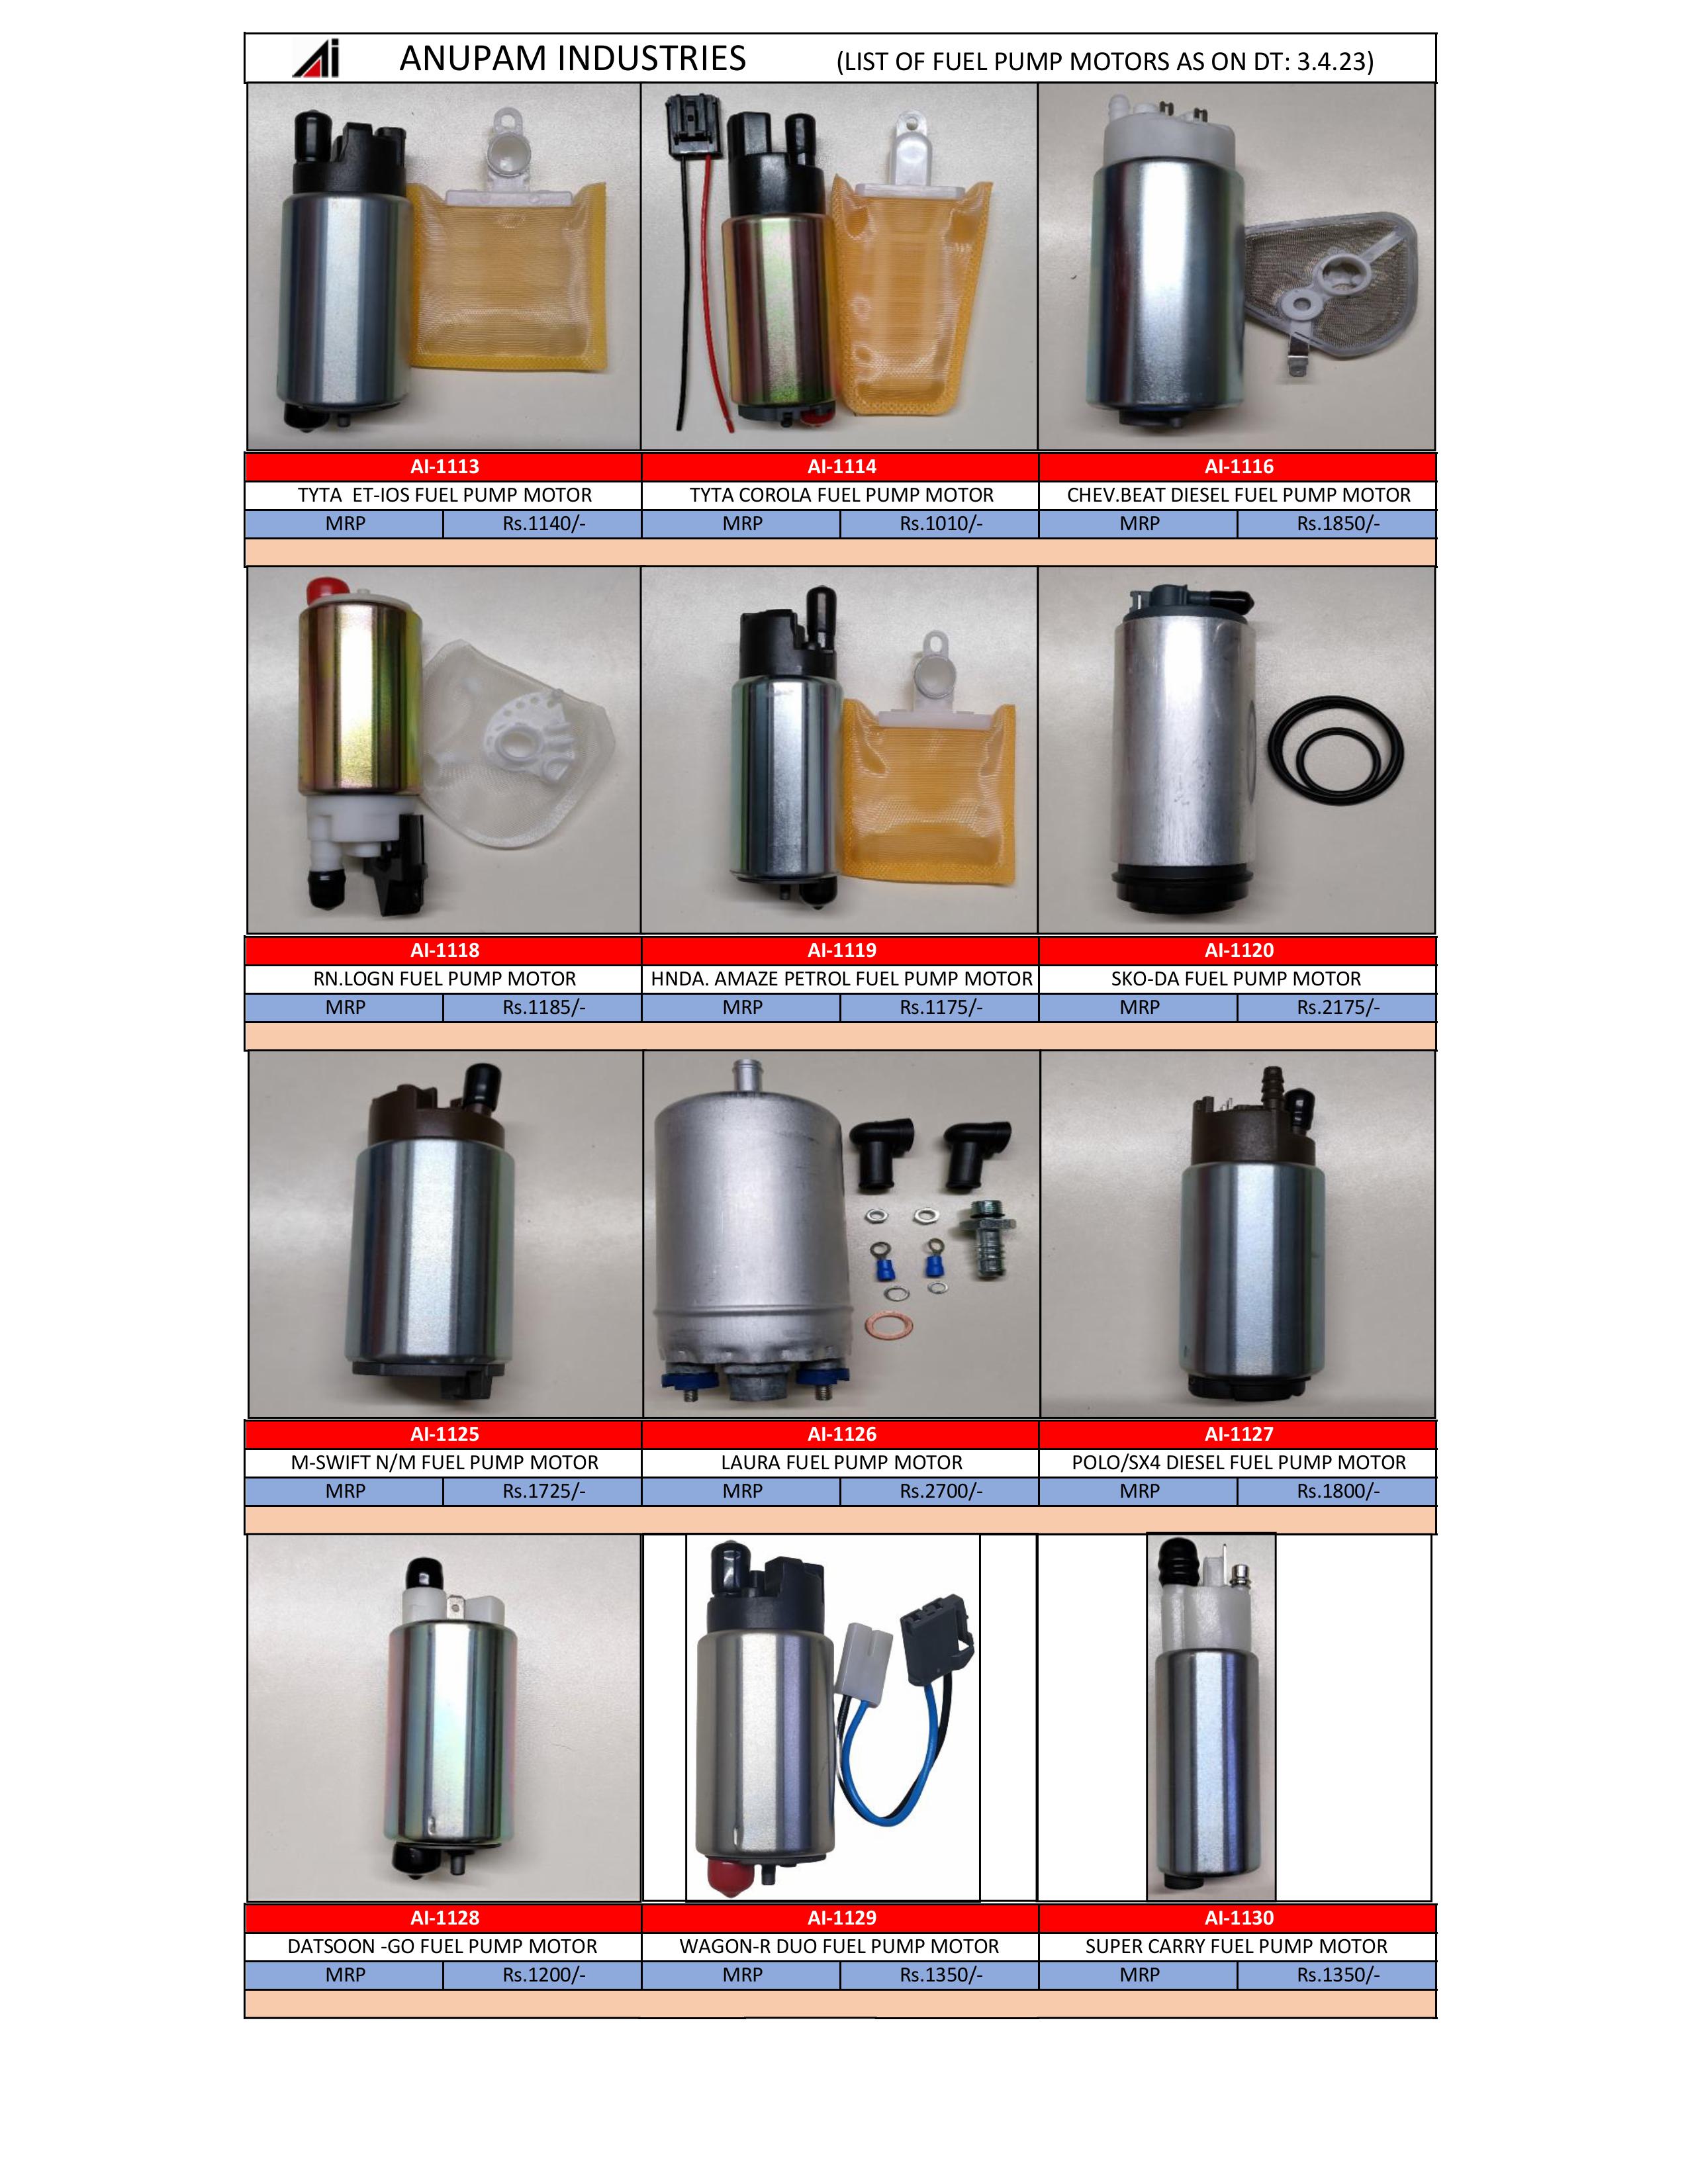 Ai ANUPAM INDUSTRIES (LIST OF FUEL PUMP MOTORS AS ON DT: 3.4.23)
AI-1113 AI-1114 AI-1116
TYTA ET-IOS FUEL PUMP MOTOR TYTA COROLA FUEL PUMP MOTOR CHEV.BEAT DIESEL FUEL PUMP MOTOR
MRP Rs.1140/- MRP Rs.1010/- MRP Rs.1850/-
AI-1118 AI-1119 AI-1120
RN.LOGN FUEL PUMP MOTOR HNDA. AMAZE PETROL FUEL PUMP MOTOR SKO-DA FUEL PUMP MOTOR
MRP Rs.1185/- MRP Rs.1175/- MRP Rs.2175/-
AI-1125 AI-1126 AI-1127
M-SWIFT N/M FUEL PUMP MOTOR LAURA FUEL PUMP MOTOR POLO/SX4 DIESEL FUEL PUMP MOTOR
MRP Rs.1725/- MRP Rs.2700/- MRP Rs.1800/-
AI-1128 AI-1129 AI-1130
DATSOON -GO FUEL PUMP MOTOR WAGON-R DUO FUEL PUMP MOTOR SUPER CARRY FUEL PUMP MOTOR
MRP Rs.1200/- MRP Rs.1350/- MRP Rs.1350/-